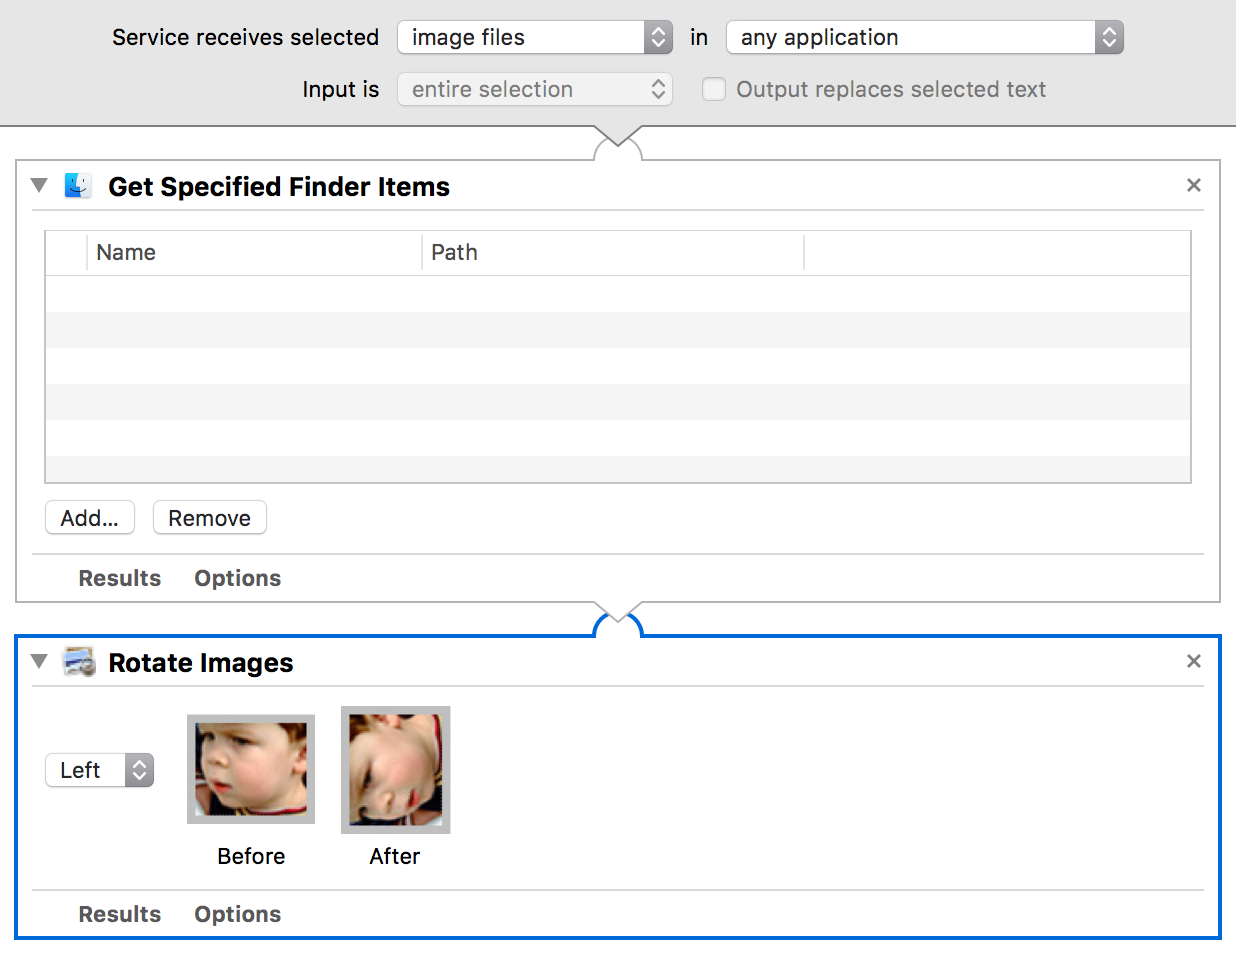 Service receives selected image files in any application
Input is entire selection Output replaces selected text
Get Specified Finder Items
Name Path
Add... Remove
Results Options
Rotate Images
Left
Before After
Results Options